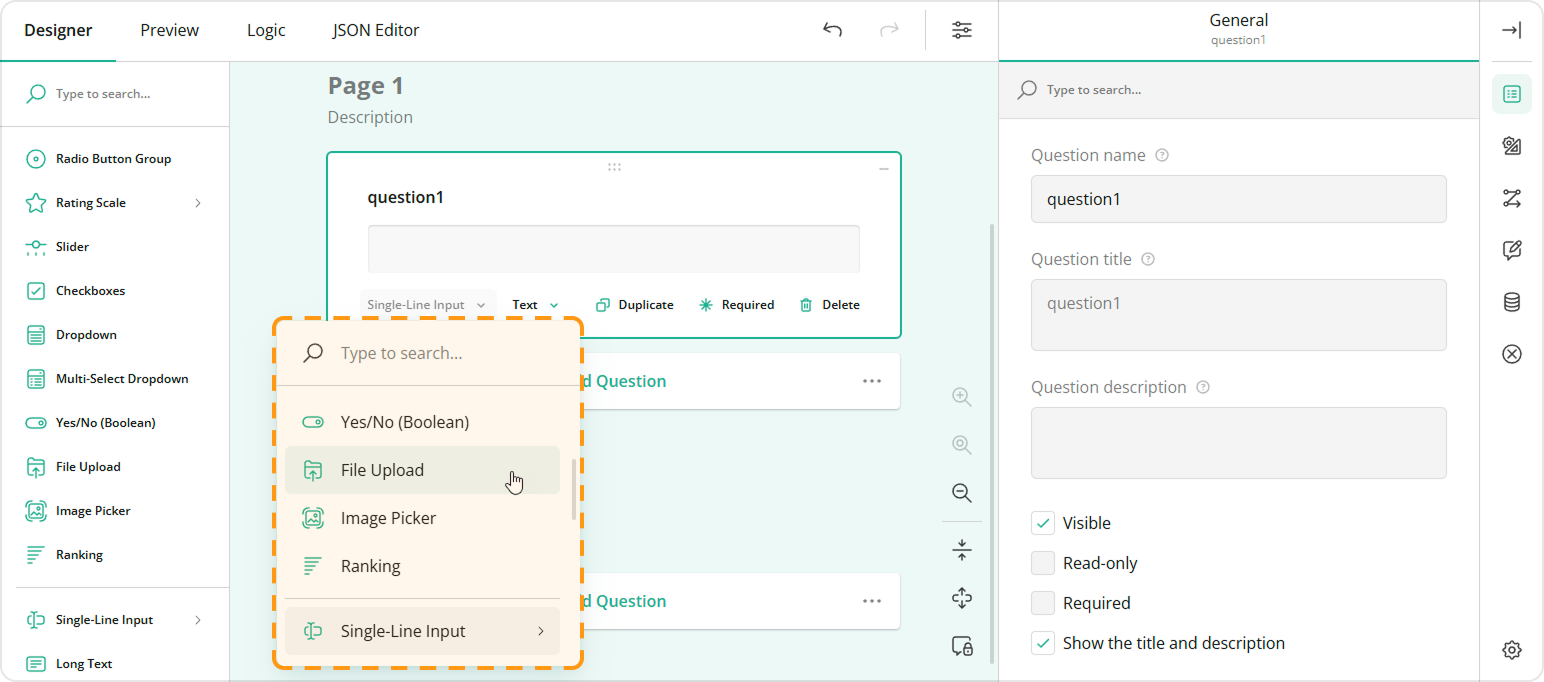 Designer
Preview
Logic
JSON Editor
General
question1
Type to search...
Radio Button Group
Rating Scale
Slider
Checkboxes
Dropdown
Multi-Select Dropdown
Yes/No (Boolean)
File Upload
Image Picker
Ranking
Single-Line Input
Long Text
Page 1
Description
question1
Single-Line Input
Text
Duplicate
Required
Delete
d Question
d Question
Type to search...
Yes/No (Boolean)
File Upload
Image Picker
Ranking
Single-Line Input
Type to search...
Question name
question1
Question title
question1
Question description
Visible
Read-only
Required
Show the title and description